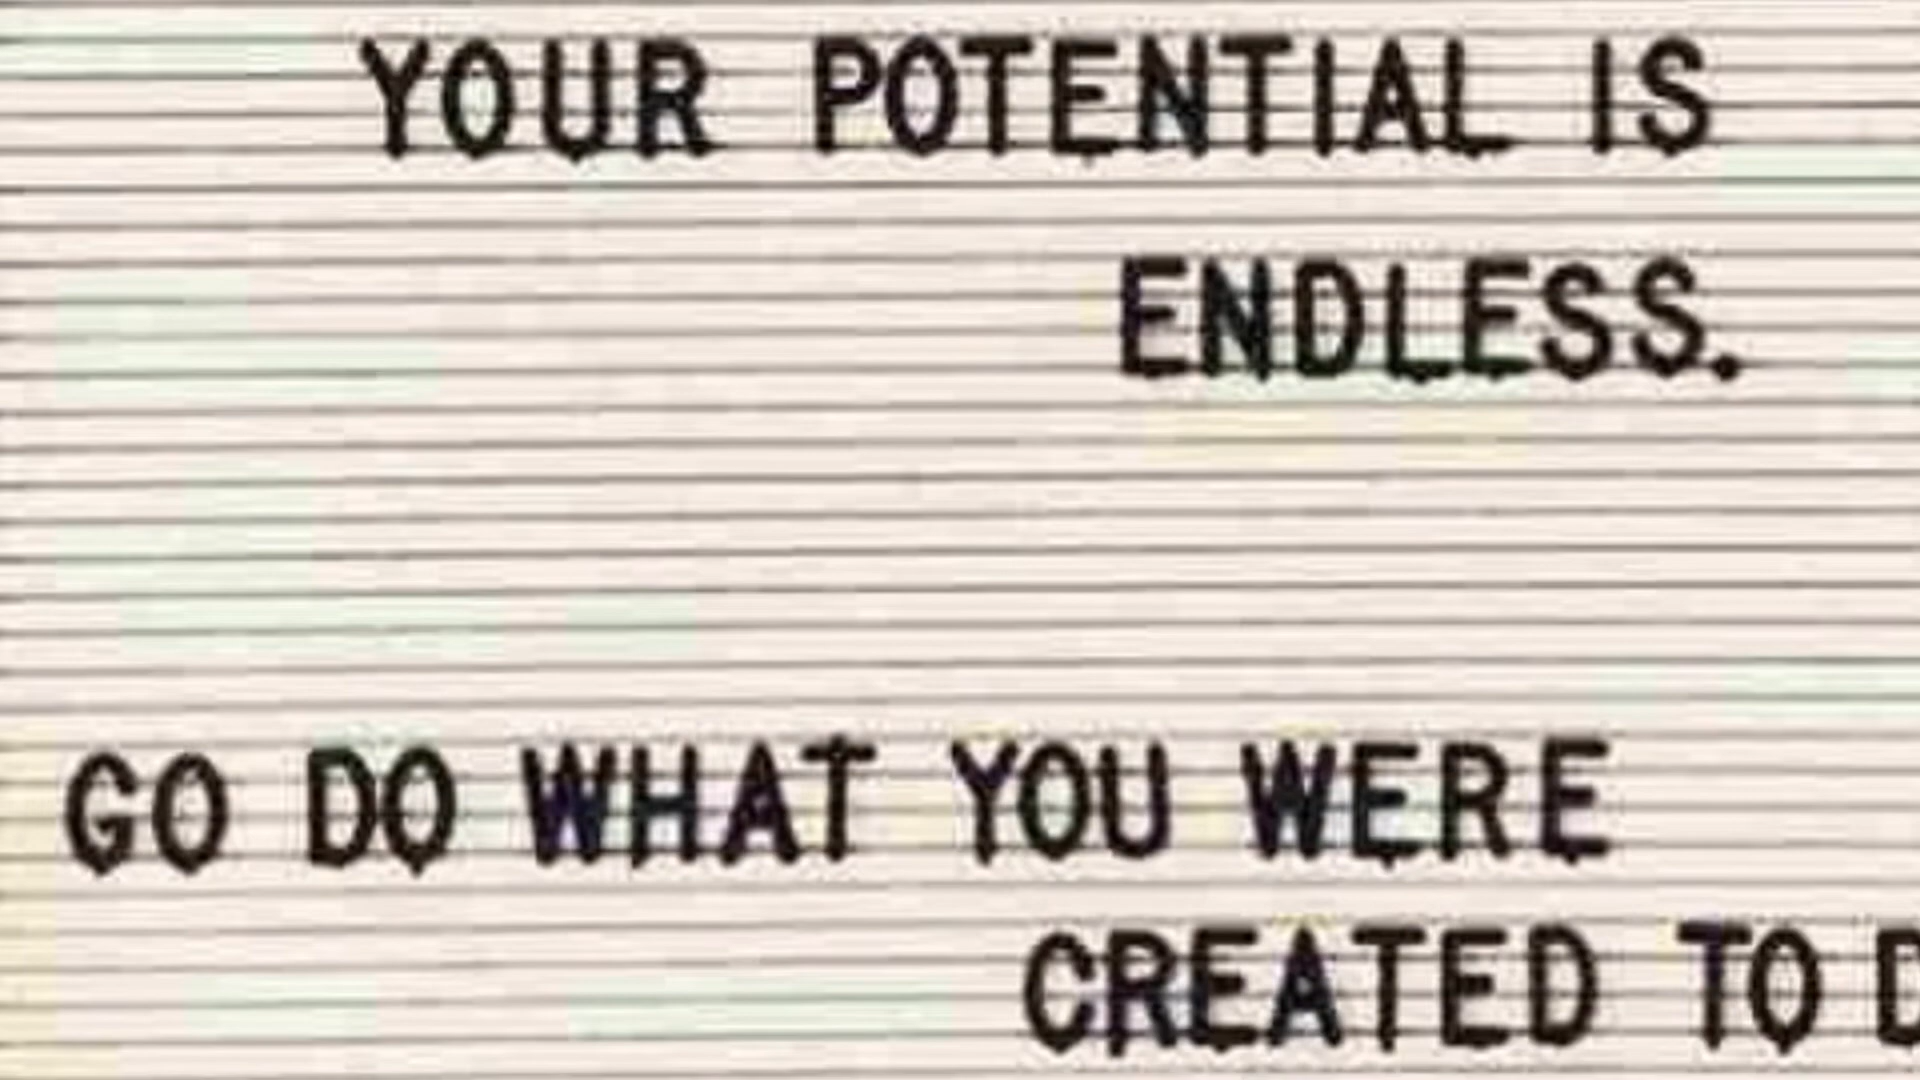 YOUR POTENTIAL IS
ENDLESS.
GO DO WHAT YOU WERE
CREATED TO D